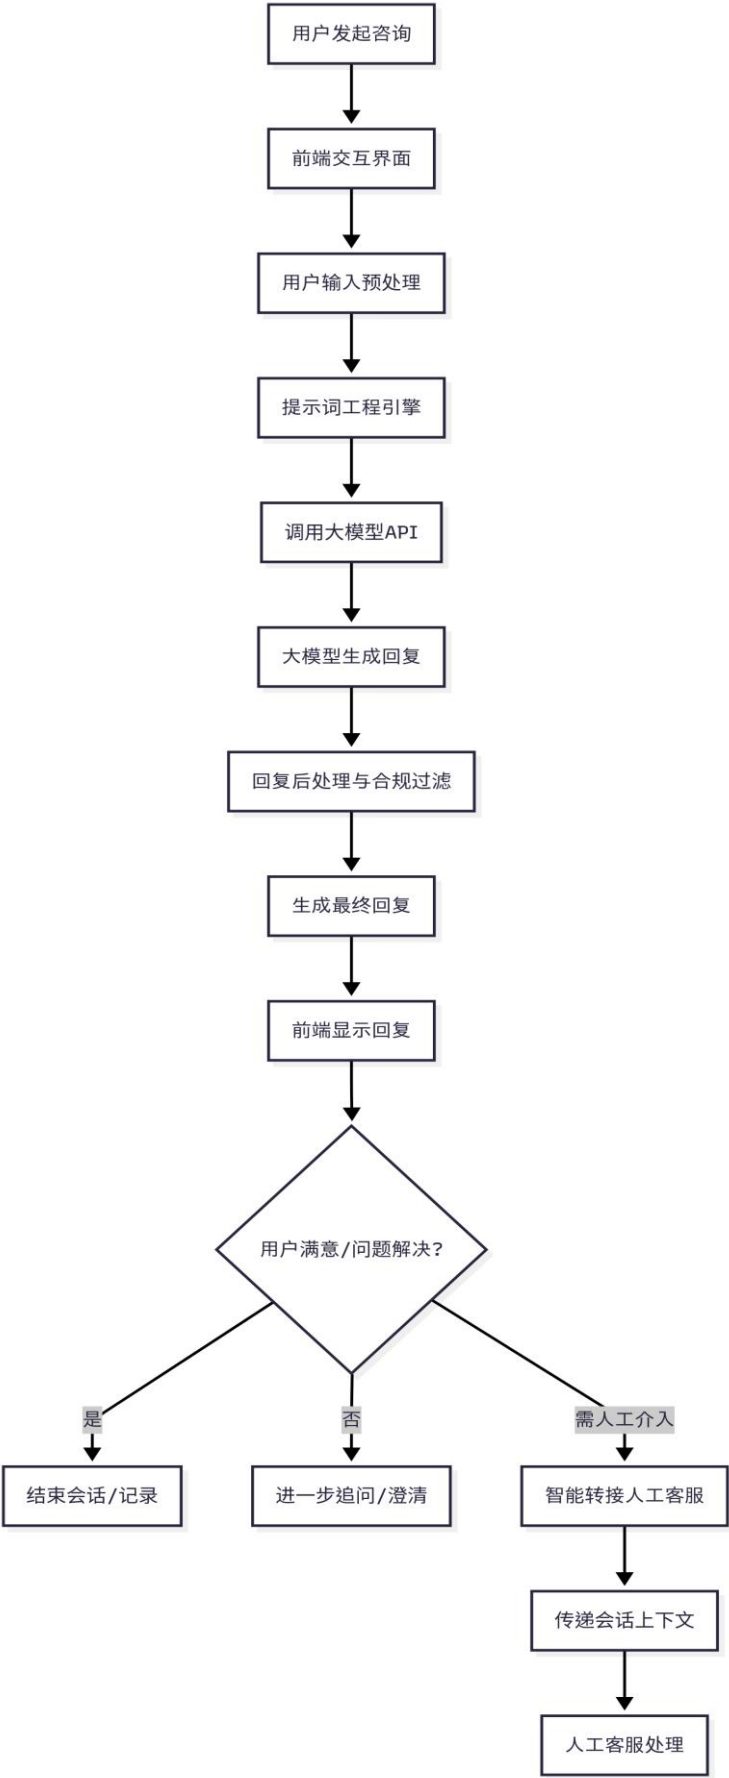 用户发起咨询
前端交互界面
用户输入预处理
提示词工程引擎
调用大模型API
大模型生成回复
回复后处理与合规过滤
生成最终回复
前端显示回复
用户满意/问题解决?
是
否
需人工介入
结束会话/记录
进一步追问/澄清
智能转接人工客服
传递会话上下文
人工客服处理